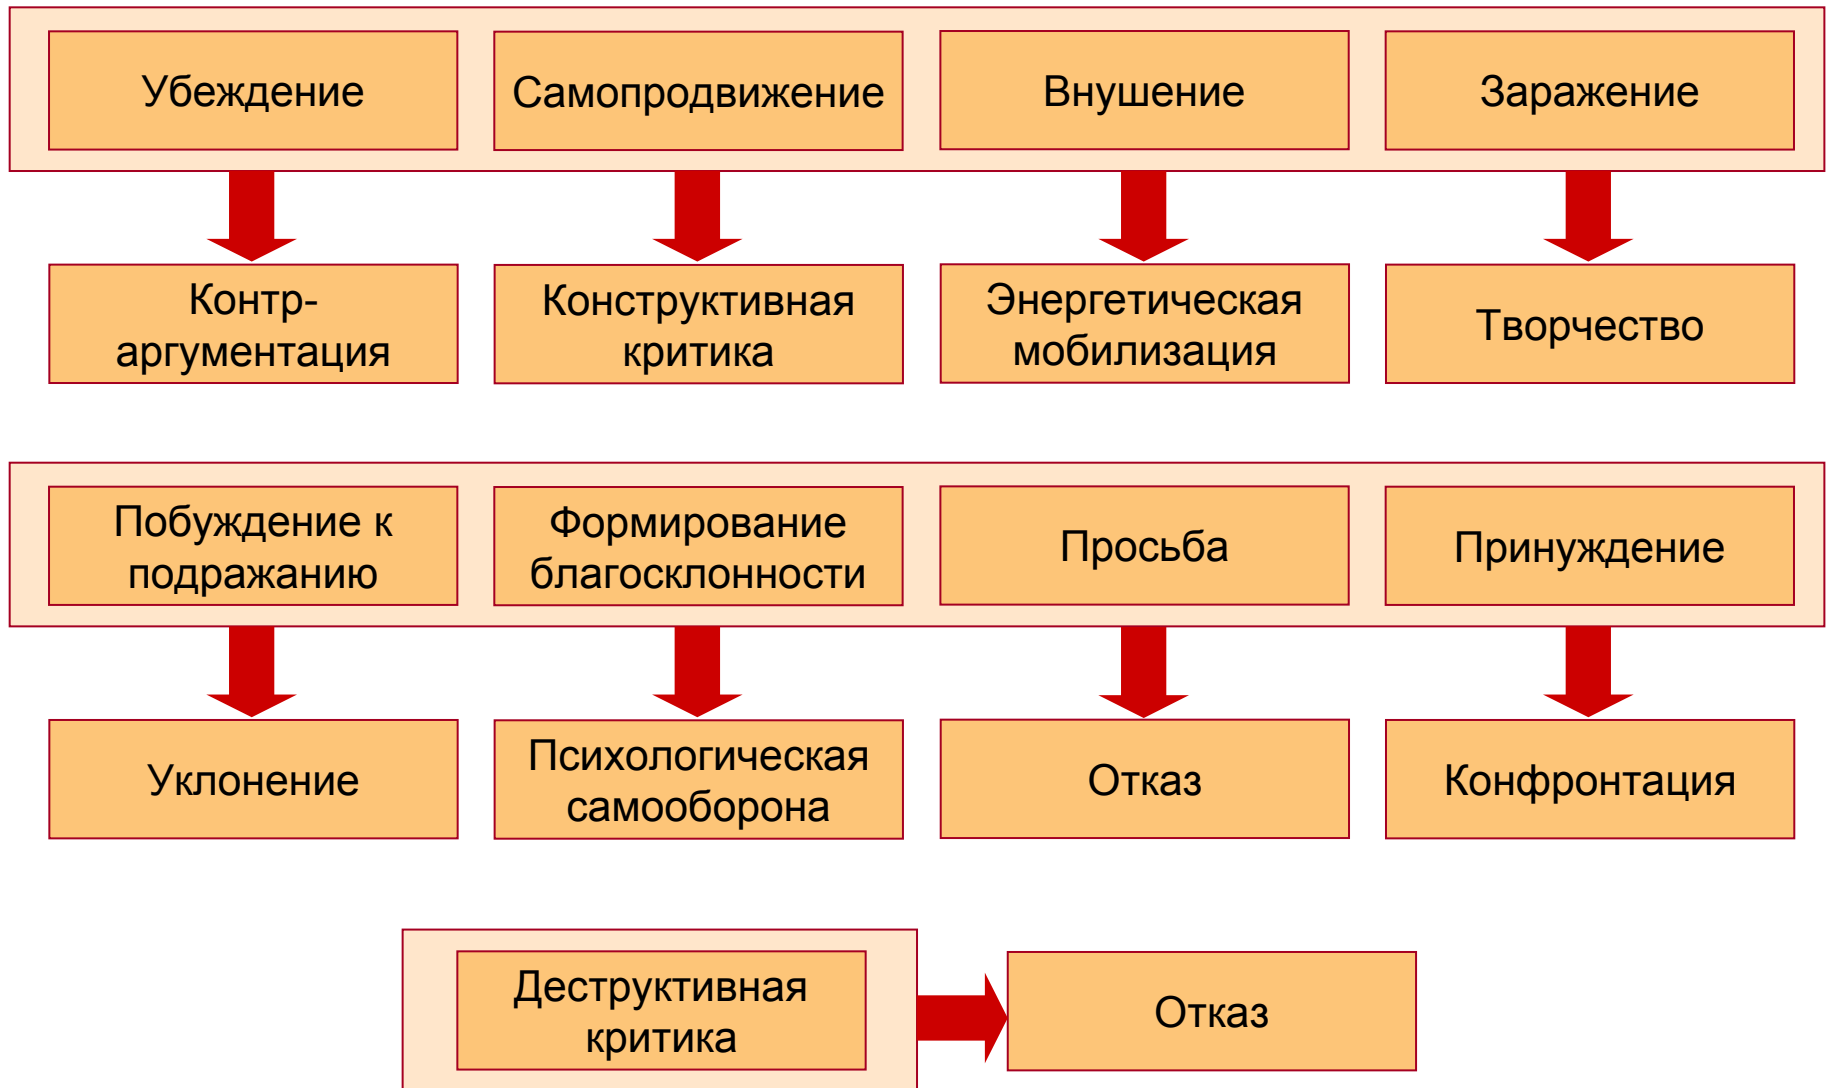 Убеждение
Самопродвижение
Внушение
Заражение
Контр-
аргументация
Конструктивная
критика
Энергетическая
мобилизация
Творчество
Побуждение к
подражанию
Формирование
благосклонности
Просьба
Принуждение
Уклонение
Психологическая
самооборона
Отказ
Конфронтация
Деструктивная
критика
Отказ